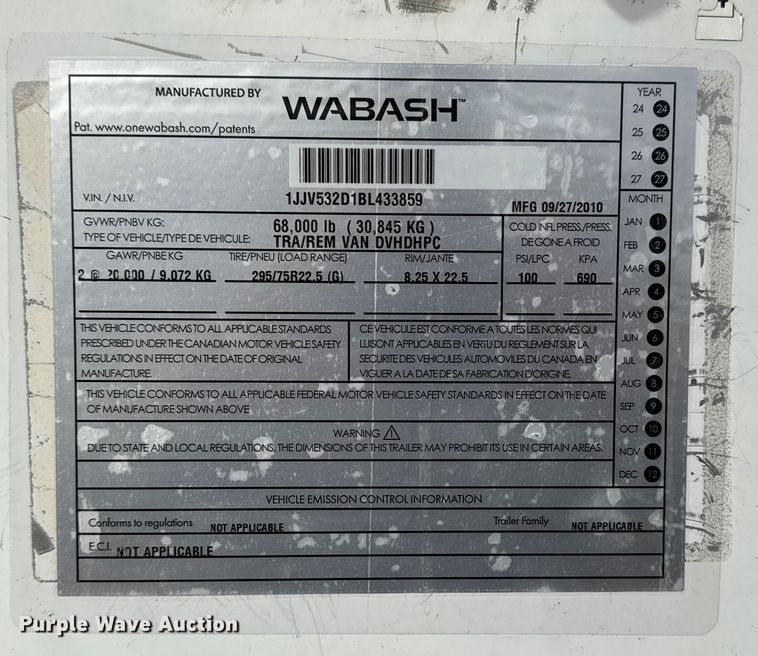 MANUFACTURED BY WABASH™
Pat. www.onewabash.com/patents
V.I.N. / N.I.V. 1JJV532D1BL433859 MFG 09/27/2010
GVWR/PNBV KG: 68,000 lb ( 30,845 KG )
TYPE OF VEHICLE/TYPE DE VEHICULE: TRA/REM VAN DVHDHPC
COLD INFL PRESS./PRESS.
DE GONE A FROID
GAWR/PNBE KG TIRE/PNEU (LOAD RANGE) RIM/JANTE PSI/LPC KPA
2 @ 20,000 / 9,072 KG 295/75R22.5 (G) 8.25 X 22.5 100 690
THIS VEHICLE CONFORMS TO ALL APPLICABLE STANDARDS
PRESCRIBED UNDER THE CANADIAN MOTOR VEHICLE SAFETY
REGULATIONS IN EFFECT ON THE DATE OF ORIGINAL
MANUFACTURE.
CE VEHICULE EST CONFORME A TOUTES LES NORMES QUI
LUI SONT APPLICABLES EN VERTU DU REGLEMENT SUR LA
SECURITE DES VEHICULES AUTOMOVILES DU CANADA EN
VIGUER A LA DATE DE SA FABRICATION D'ORIGINE.
THIS VEHICLE CONFORMS TO ALL APPLICABLE FEDERAL MOTOR VEHICLE SAFETY STANDARDS IN EFFECT ON THE DATE
OF MANUFACTURE SHOWN ABOVE
WARNING
DUE TO STATE AND LOCAL REGULATIONS, THE DIMENSIONS OF THIS TRAILER MAY PROHIBIT ITS USE IN CERTAIN AREAS.
VEHICLE EMISSION CONTROL INFORMATION
Conforms to regulations NOT APPLICABLE Trailer Family NOT APPLICABLE
E.C.I. NOT APPLICABLE
YEAR
24 24
25 25
26 26
27 27
MONTH
JAN 1
FEB 2
MAR 3
APR 4
MAY 5
JUN 6
JUL 7
AUG 8
SEP 9
OCT 10
NOV 11
DEC 12
Purple Wave Auction